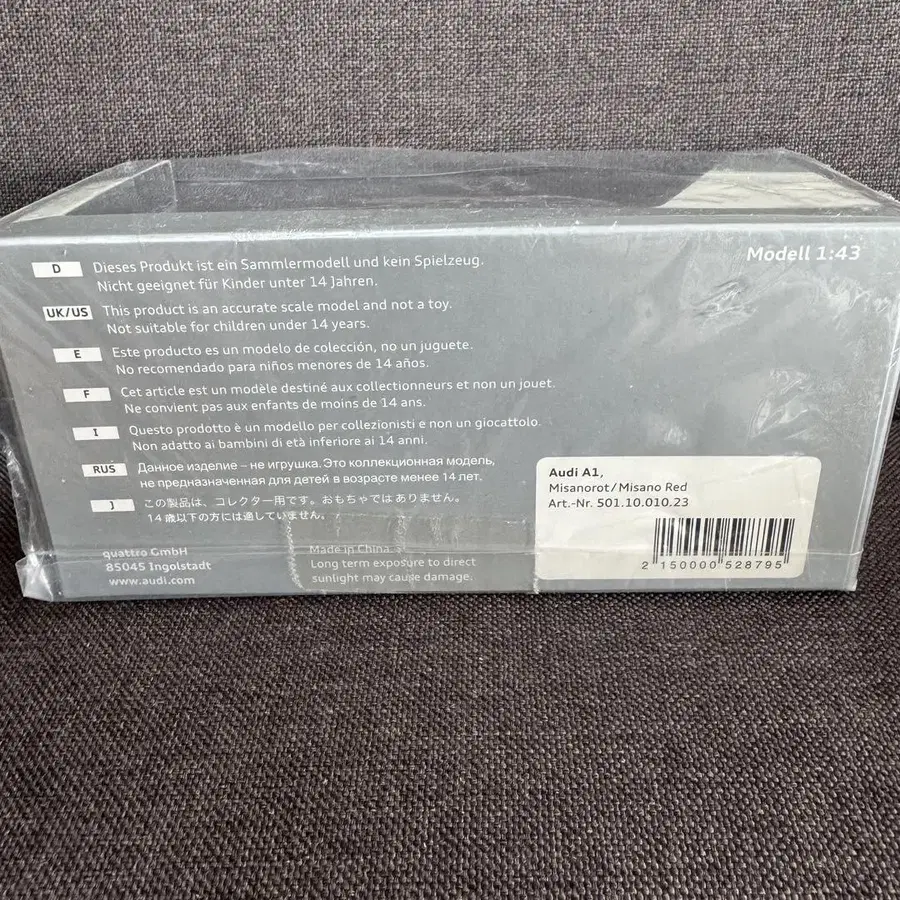 Modell 1:43
D
Dieses Produkt ist ein Sammlermodell und kein Spielzeug.
Nicht geeignet für Kinder unter 14 Jahren.
UK/US
This product is an accurate scale model and not a toy.
Not suitable for children under 14 years.
E
Este producto es un modelo de colección, no un juguete.
No recomendado para niños menores de 14 años.
F
Cet article est un modèle destiné aux collectionneurs et non un jouet.
Ne convient pas aux enfants de moins de 14 ans.
I
Questo prodotto è un modello per collezionisti e non un giocattolo.
Non adatto ai bambini di età inferiore ai 14 anni.
RUS
Данное изделие – не игрушка. Это коллекционная модель,
не предназначенная для детей в возрасте менее 14 лет.
J
この製品は、コレクター用です。おもちゃではありません。
14 歳以下の方には適していません。
quattro GmbH
85045 Ingolstadt
www.audi.com
Made in China.
Long term exposure to direct
sunlight may cause damage.
Audi A1,
Misanorot/Misano Red
Art.-Nr. 501.10.010.23
2 150000 528795